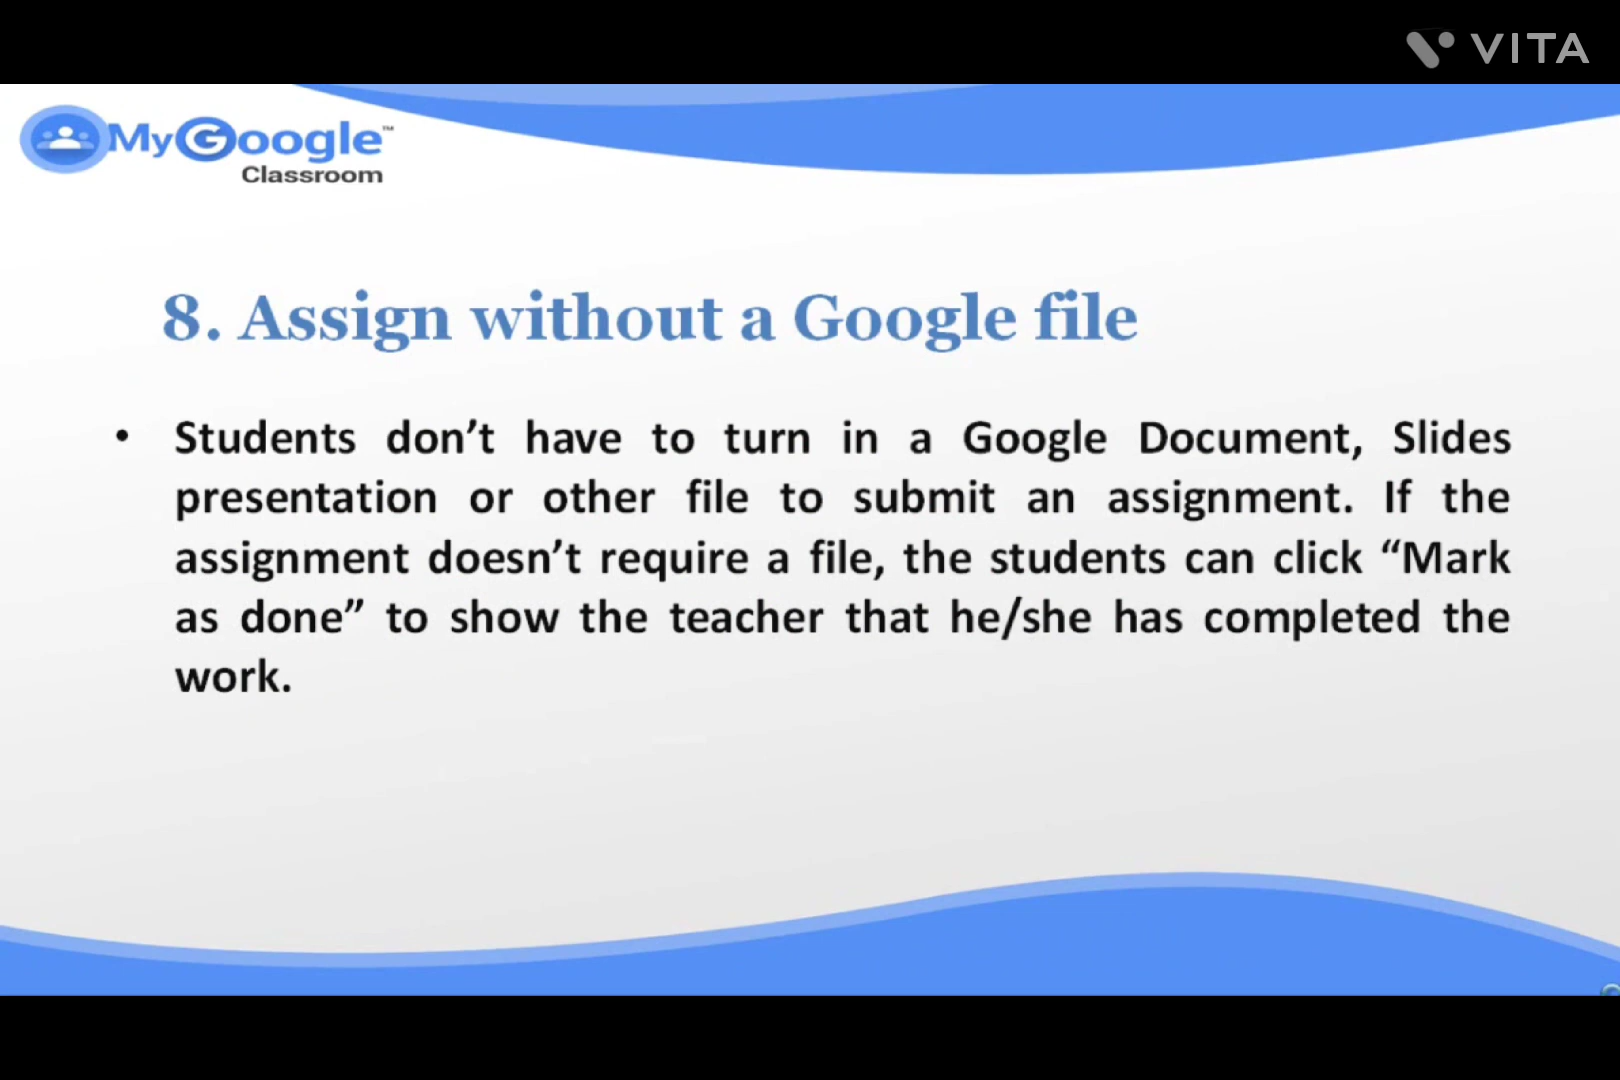 VITA
MyGoogle™
Classroom
8. Assign without a Google file
• Students don’t have to turn in a Google Document, Slides
presentation or other file to submit an assignment. If the
assignment doesn’t require a file, the students can click “Mark
as done” to show the teacher that he/she has completed the
work.